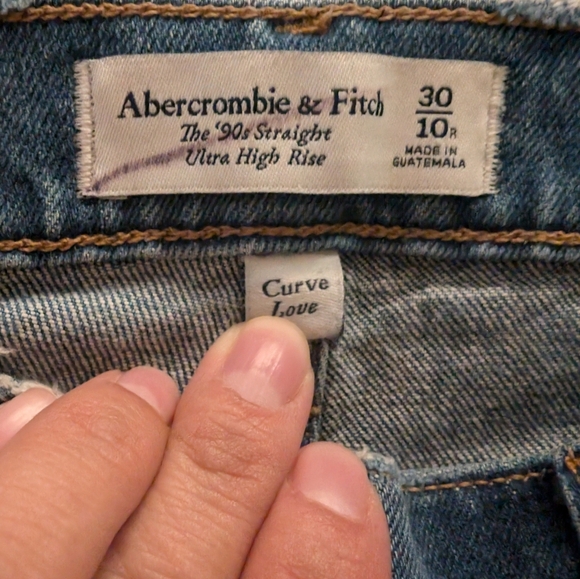 Abercrombie & Fitch
The '90s Straight
Ultra High Rise
30
10R
MADE IN
GUATEMALA
Curve
Love